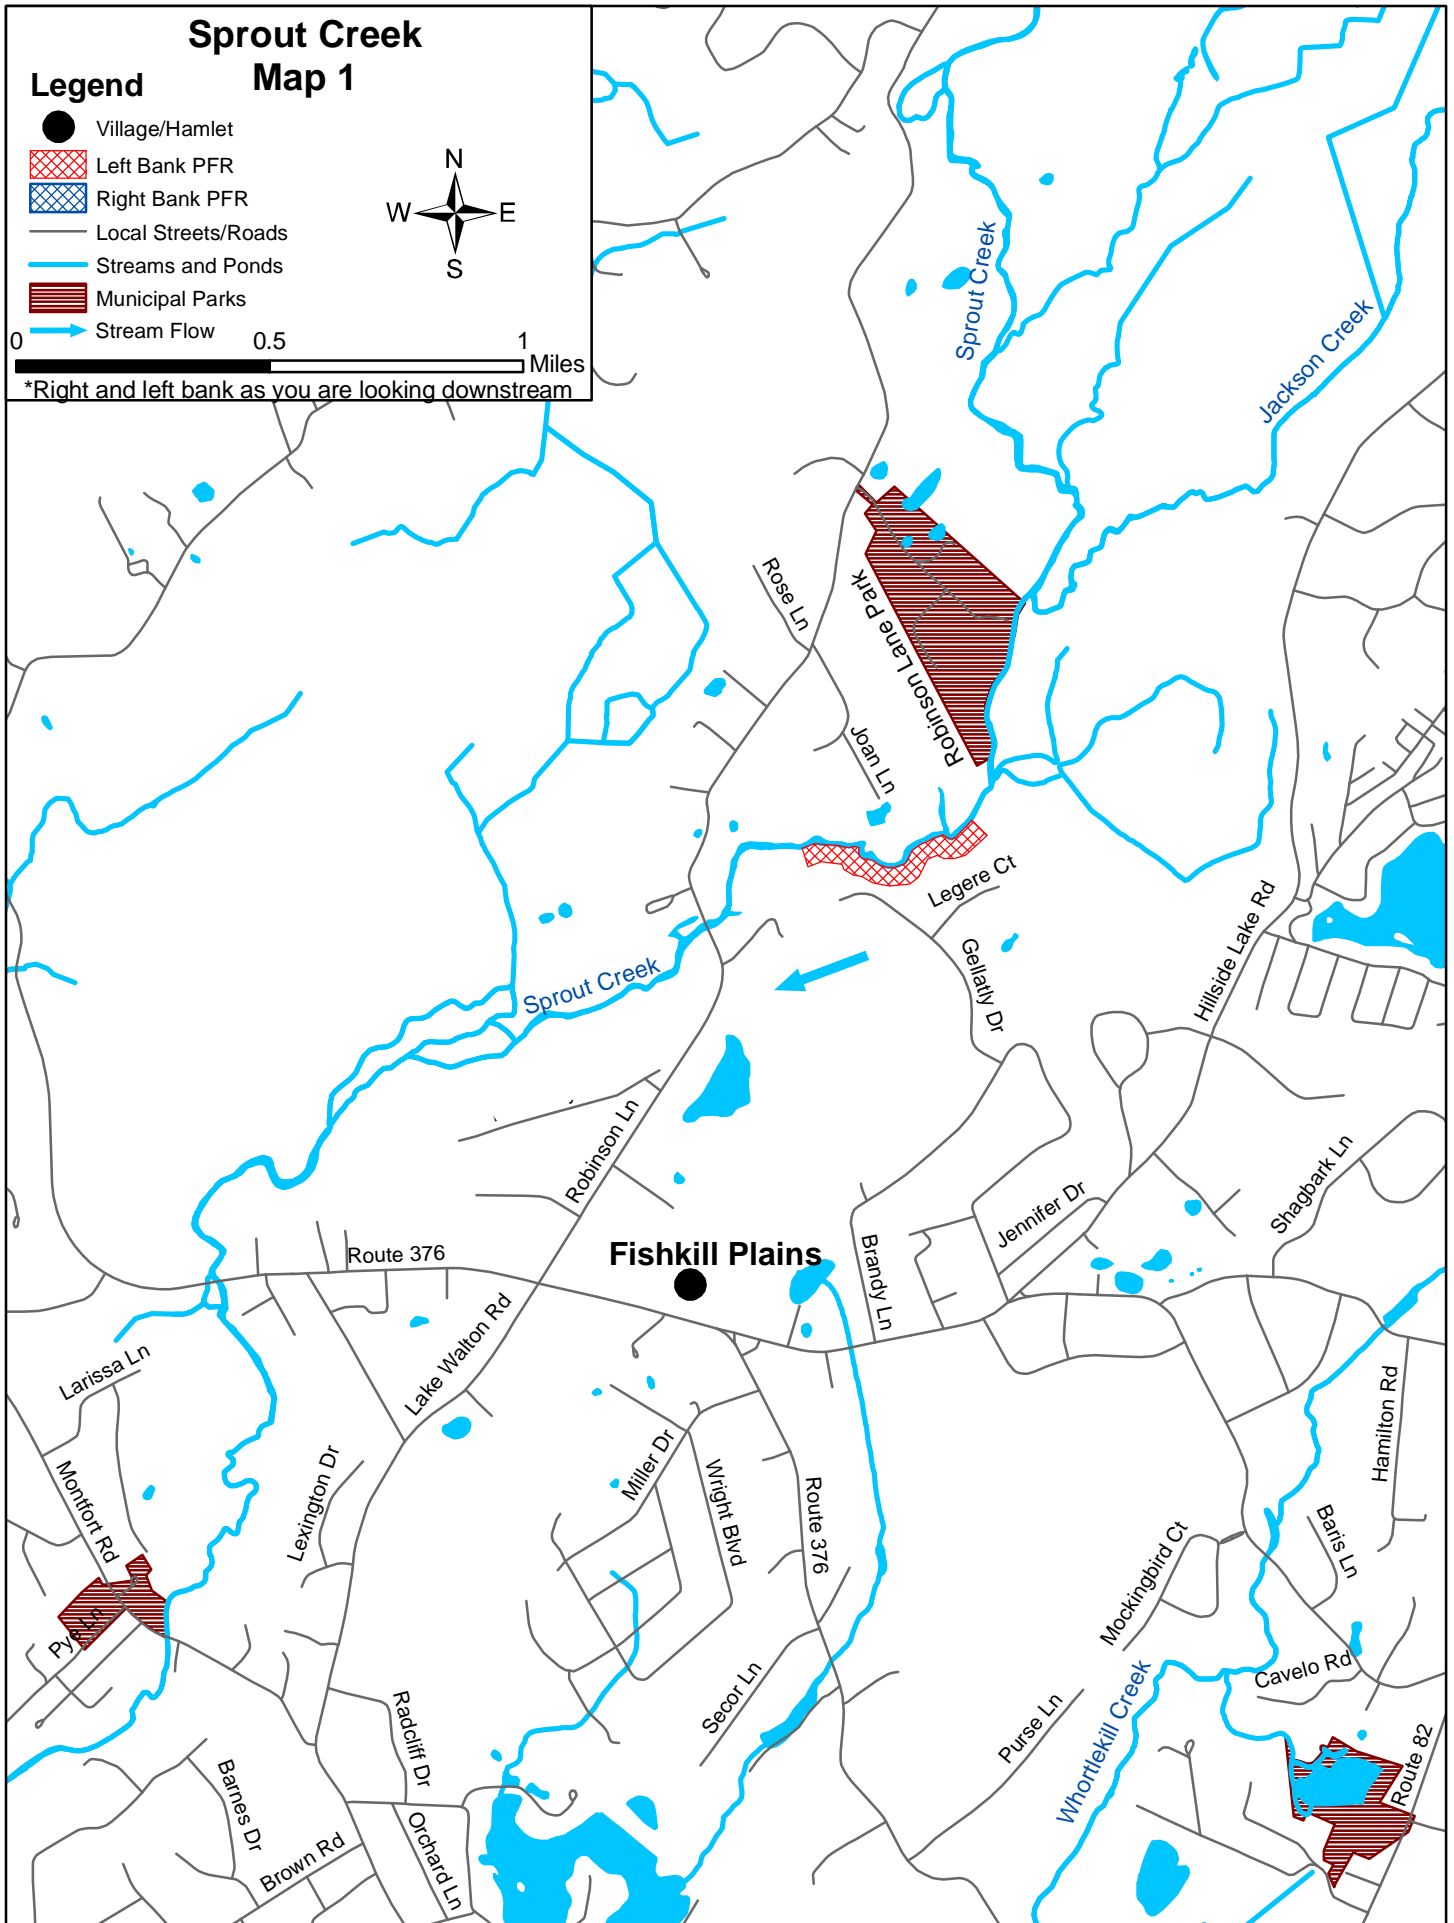 Sprout Creek
Map 1
Legend
Village/Hamlet
Left Bank PFR
Right Bank PFR
Local Streets/Roads
Streams and Ponds
Municipal Parks
Stream Flow
N
W E
S
0 0.5 1
Miles
*Right and left bank as you are looking downstream
Sprout Creek
Jackson Creek
Rose Ln
Robinson Lane Park
Joan Ln
Legere Ct
Gellatly Dr
Hillside Lake Rd
Sprout Creek
Robinson Ln
Shagbark Ln
Jennifer Dr
Brandy Ln
Route 376
Fishkill Plains
Lake Walton Rd
Larissa Ln
Hamilton Rd
Montfort Rd
Lexington Dr
Miller Dr
Wright Blvd
Route 376
Baris Ln
Mockingbird Ct
Pye Ln
Cavelo Rd
Secor Ln
Radcliff Dr
Purse Ln
Whortlekill Creek
Route 82
Barnes Dr
Orchard Ln
Brown Rd